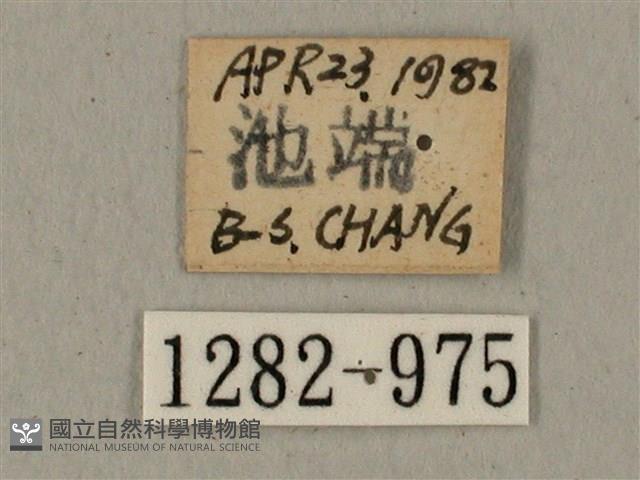 APR 23. 1982
池端
B-S. CHANG
1282-975
國立自然科學博物館
NATIONAL MUSEUM OF NATURAL SCIENCE